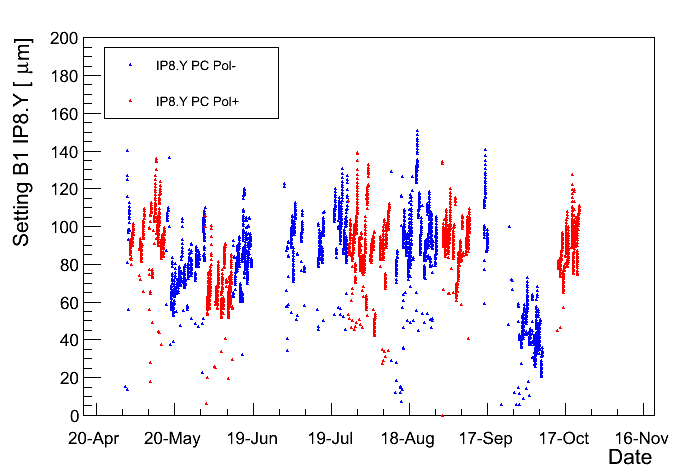 Setting B1 IP8.Y [ μm]
200
180
160
140
120
100
80
60
40
20
0
IP8.Y PC Pol-
IP8.Y PC Pol+
20-Apr 20-May 19-Jun 19-Jul 18-Aug 17-Sep 17-Oct 16-Nov
Date